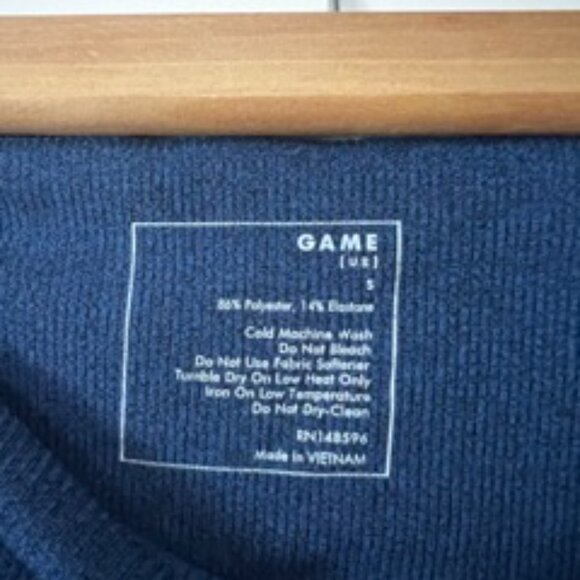 GAME
[U.S]
S
86% Polyester, 14% Elastane
Cold Machine Wash
Do Not Bleach
Do Not Use Fabric Softener
Tumble Dry On Low Heat Only
Iron On Low Temperature
Do Not Dry-Clean
RN148596
Made In VIETNAM